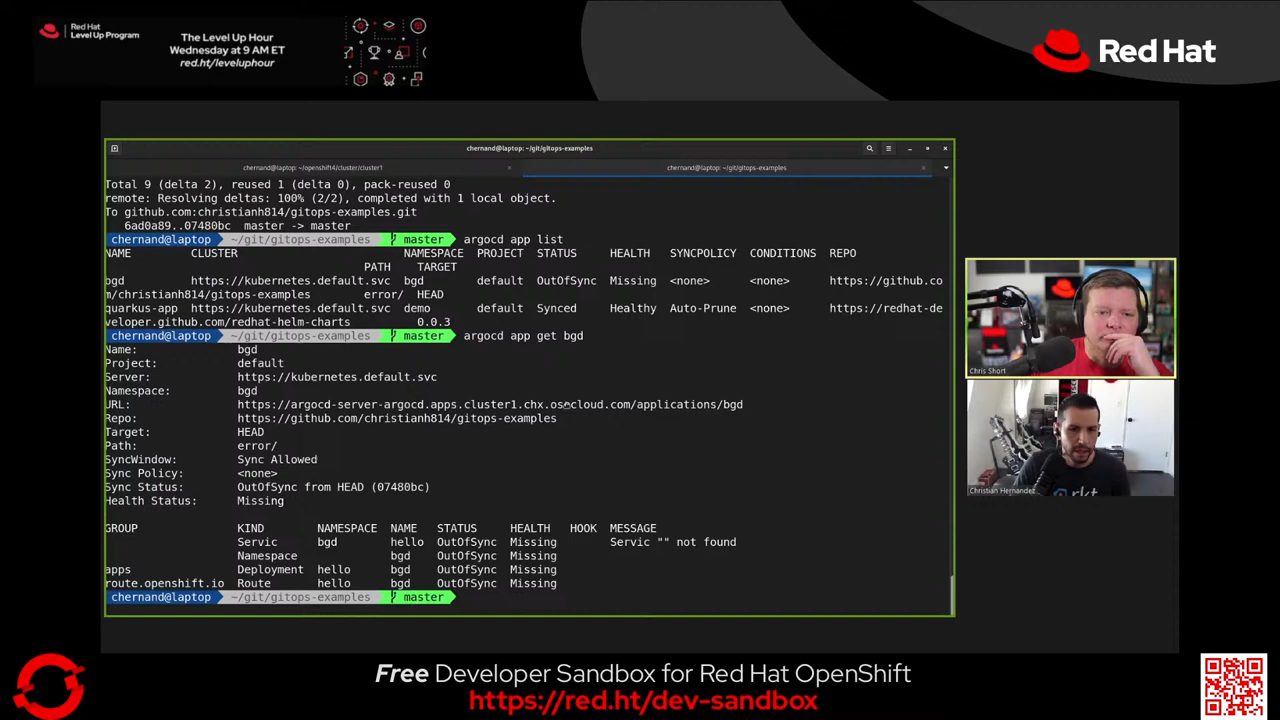 Red Hat
Level Up Program
The Level Up Hour
Wednesday at 9 AM ET
red.ht/leveluphour
Red Hat
chernand@laptop:~/git/gitops-examples
chernand@laptop: ~/openshift4/cluster/cluster1
chernand@laptop: ~/git/gitops-examples
Total 9 (delta 2), reused 1 (delta 0), pack-reused 0
remote: Resolving deltas: 100% (2/2), completed with 1 local object.
To github.com:christianh814/gitops-examples.git
6ad0a89..07480bc master -> master
chernand@laptop ~/git/gitops-examples master argocd app list
NAME CLUSTER NAMESPACE PROJECT STATUS HEALTH SYNCPOLICY CONDITIONS REPO
PATH TARGET
bgd https://kubernetes.default.svc bgd default OutOfSync Missing <none> <none> https://github.co
m/christianh814/gitops-examples error/ HEAD
quarkus-app https://kubernetes.default.svc demo default Synced Healthy Auto-Prune <none> https://redhat-de
veloper.github.com/redhat-helm-charts 0.0.3
chernand@laptop ~/git/gitops-examples master argocd app get bgd
Name: bgd
Project: default
Server: https://kubernetes.default.svc
Namespace: bgd
URL: https://argocd-server-argocd.apps.cluster1.chx.osecloud.com/applications/bgd
Repo: https://github.com/christianh814/gitops-examples
Target: HEAD
Path: error/
SyncWindow: Sync Allowed
Sync Policy: <none>
Sync Status: OutOfSync from HEAD (07480bc)
Health Status: Missing
GROUP KIND NAMESPACE NAME STATUS HEALTH HOOK MESSAGE
Servic bgd hello OutOfSync Missing Servic "" not found
Namespace bgd OutOfSync Missing
apps Deployment hello bgd OutOfSync Missing
route.openshift.io Route hello bgd OutOfSync Missing
chernand@laptop ~/git/gitops-examples master
Chris Short
Christian Hernandez
rkt
Free Developer Sandbox for Red Hat OpenShift
https://red.ht/dev-sandbox